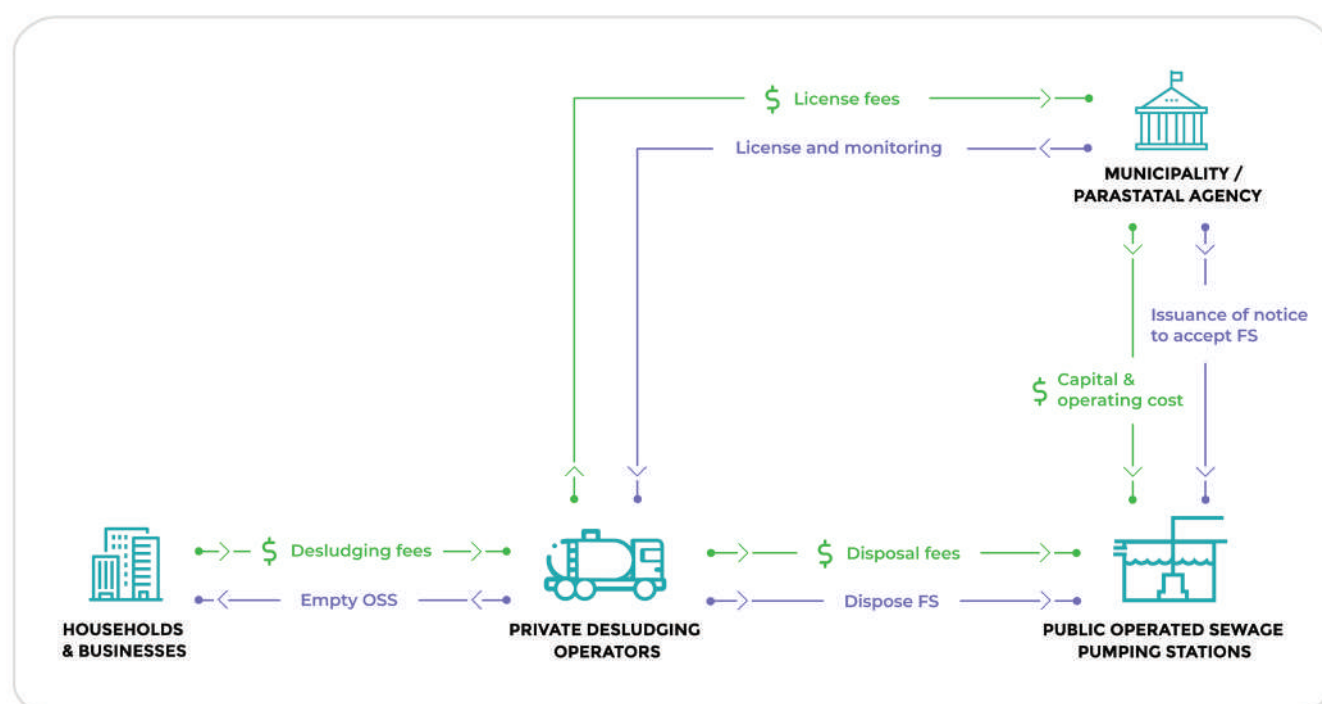 $ License fees
License and monitoring
MUNICIPALITY /
PARASTATAL AGENCY
Issuance of notice
to accept FS
$ Capital &
operating cost
$ Desludging fees
$ Disposal fees
Empty OSS
Dispose FS
HOUSEHOLDS
& BUSINESSES
PRIVATE DESLUDGING
OPERATORS
PUBLIC OPERATED SEWAGE
PUMPING STATIONS